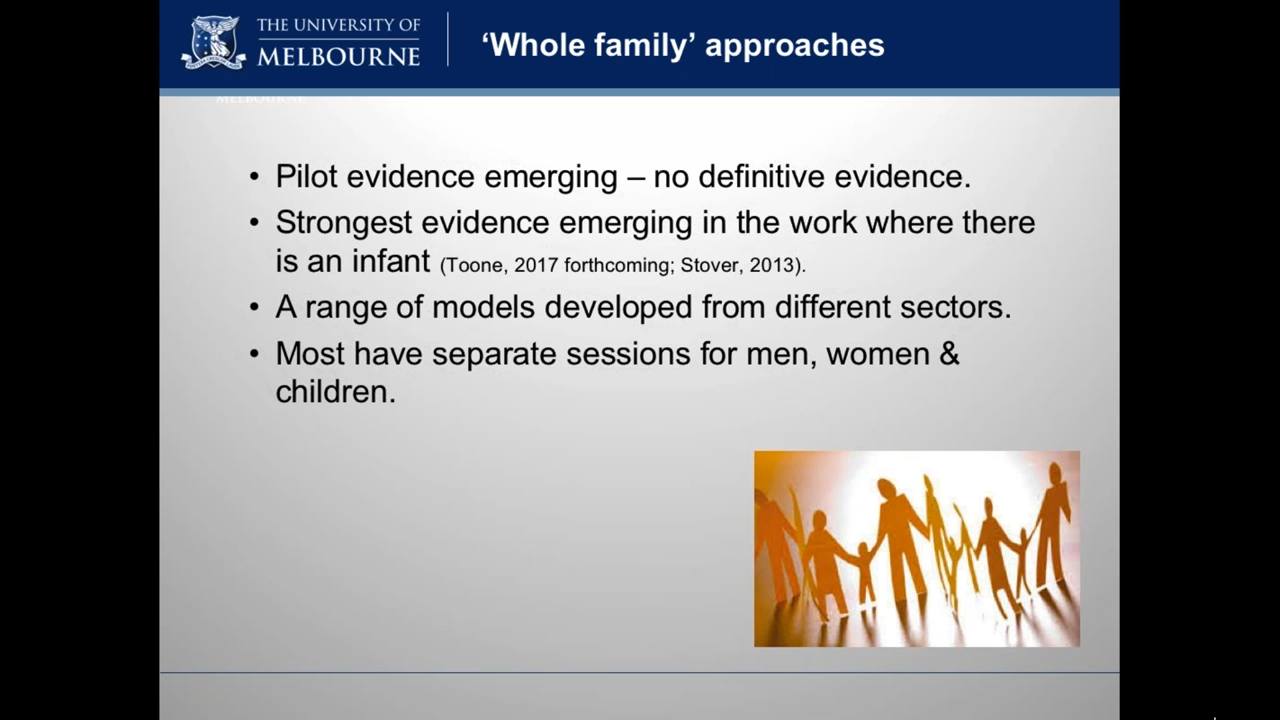 THE UNIVERSITY OF
MELBOURNE
‘Whole family’ approaches
MELBOURNE
• Pilot evidence emerging – no definitive evidence.
• Strongest evidence emerging in the work where there
is an infant (Toone, 2017 forthcoming; Stover, 2013).
• A range of models developed from different sectors.
• Most have separate sessions for men, women &
children.